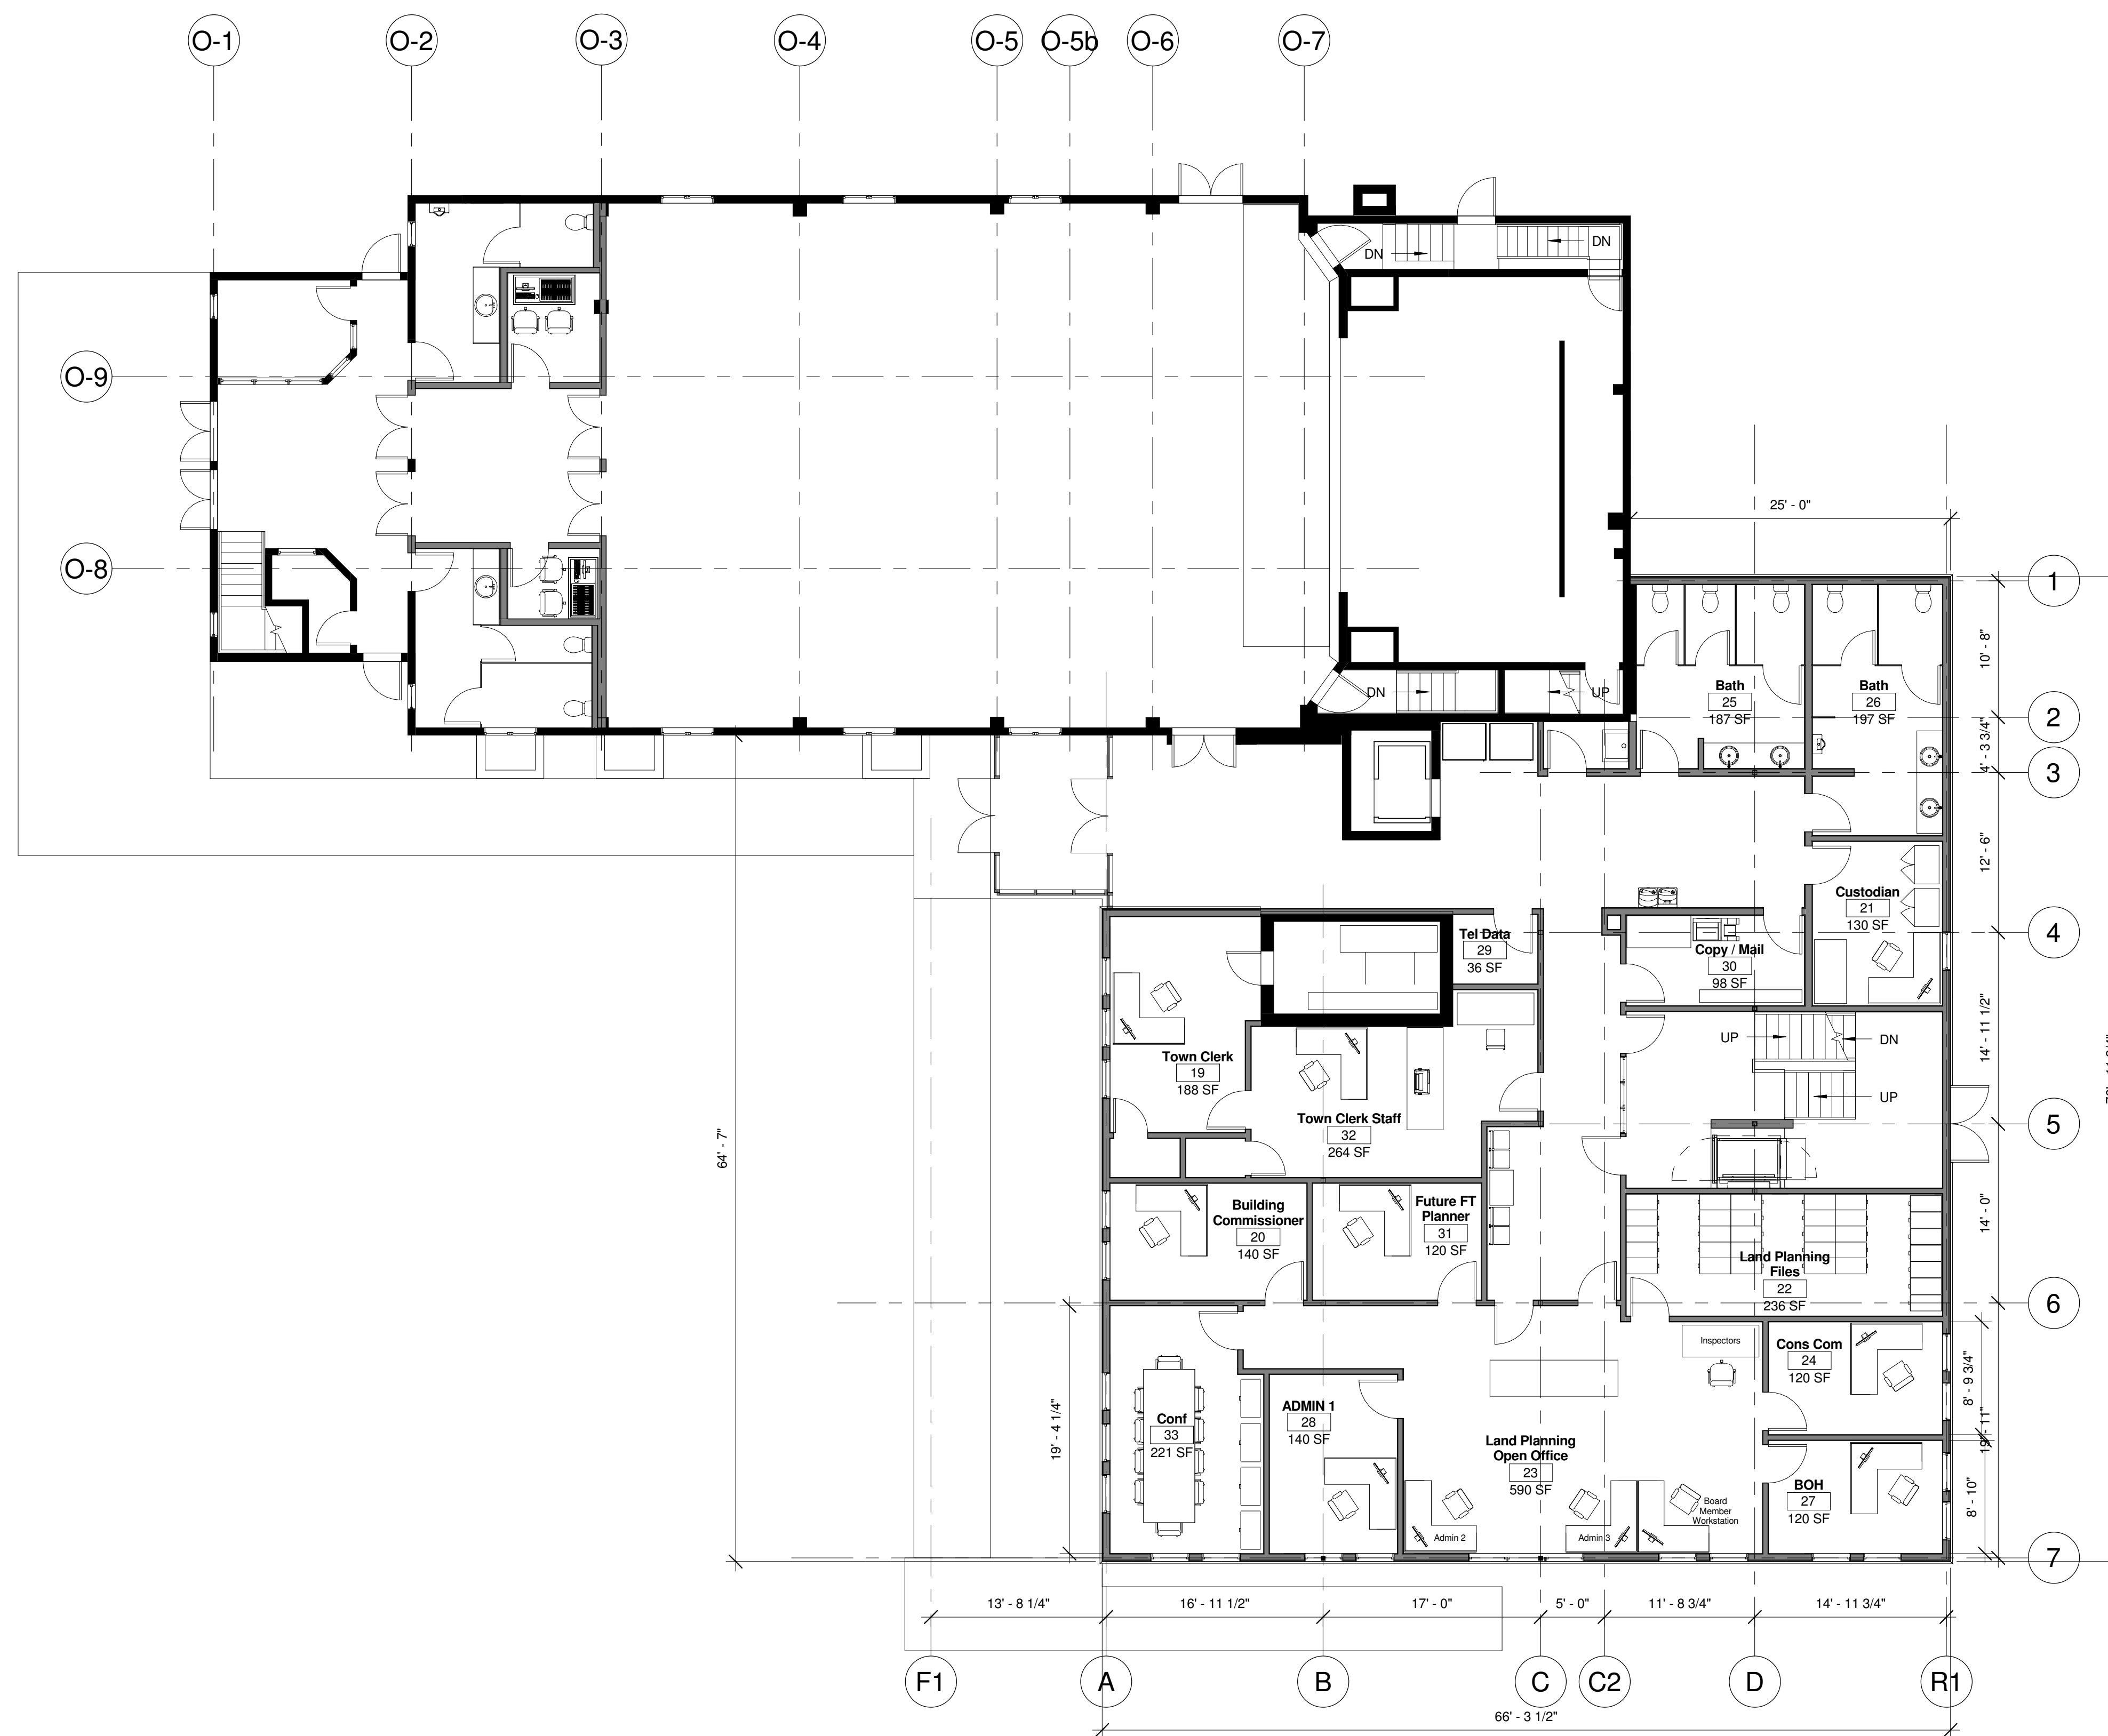 O-1
O-2
O-3
O-4
O-5
O-5b
O-6
O-7
DN
DN
O-9
25' - 0"
O-8
1
10' - 8"
DN
UP
Bath
25
187 SF
Bath
26
197 SF
2
4' - 3 3/4"
3
12' - 6"
Custodian
21
130 SF
Tel Data
29
36 SF
Copy / Mail
30
98 SF
4
14' - 11 1/2"
UP
DN
Town Clerk
19
188 SF
UP
Town Clerk Staff
32
264 SF
5
64' - 7"
14' - 0"
Building
Commissioner
20
140 SF
Future FT
Planner
31
120 SF
Land Planning
Files
22
236 SF
6
Inspectors
Cons Com
24
120 SF
8' - 9 3/4"
19' - 4 1/4"
Conf
33
221 SF
ADMIN 1
28
140 SF
Land Planning
Open Office
23
590 SF
BOH
27
120 SF
8' - 10"
Admin 2
Admin 3
Board
Member
Workstation
7
13' - 8 1/4"
16' - 11 1/2"
17' - 0"
5' - 0"
11' - 8 3/4"
14' - 11 3/4"
F1
A
B
C
C2
D
R1
66' - 3 1/2"